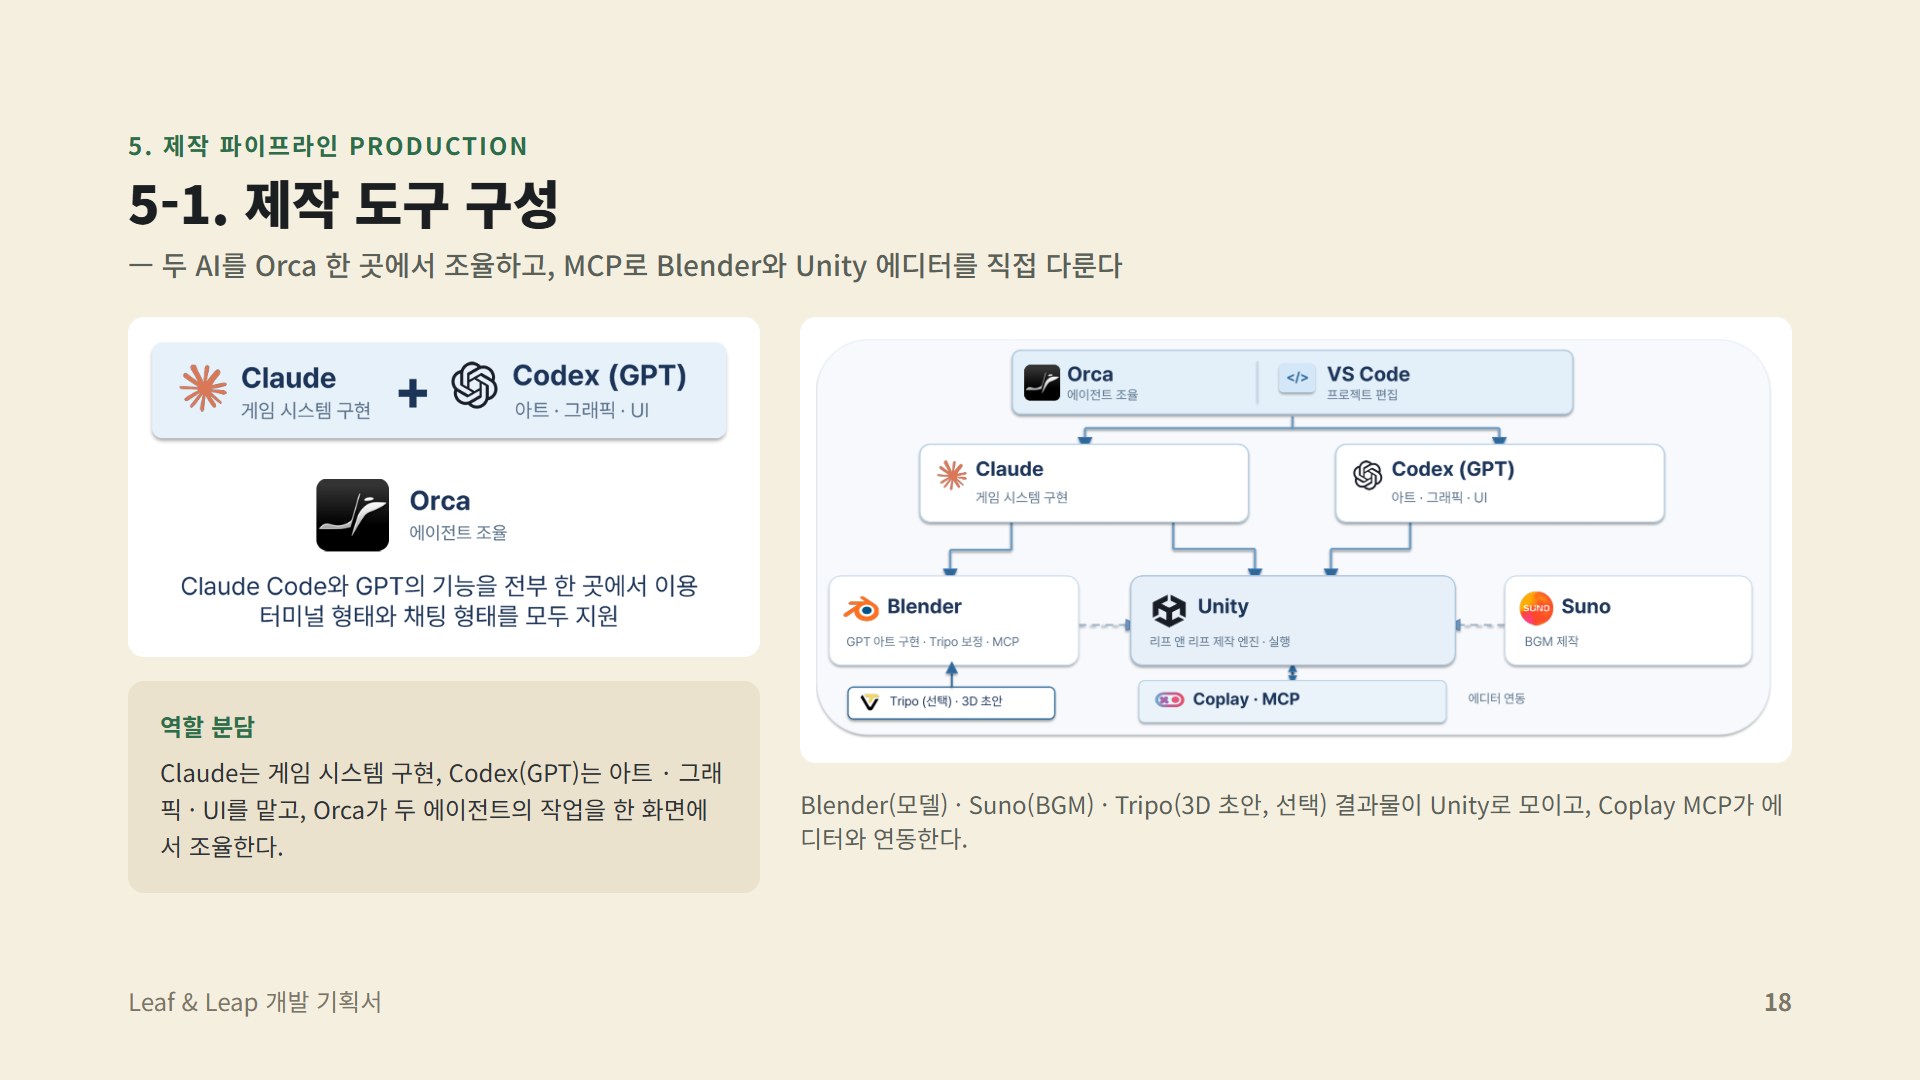 5. 제작 파이프라인 PRODUCTION
5-1. 제작 도구 구성
— 두 AI를 Orca 한 곳에서 조율하고, MCP로 Blender와 Unity 에디터를 직접 다룬다
Claude
게임 시스템 구현
+
Codex (GPT)
아트 · 그래픽 · UI
Orca
에이전트 조율
Claude Code와 GPT의 기능을 전부 한 곳에서 이용
터미널 형태와 채팅 형태를 모두 지원
역할 분담
Claude는 게임 시스템 구현, Codex(GPT)는 아트 · 그래
픽 · UI를 맡고, Orca가 두 에이전트의 작업을 한 화면에
서 조율한다.
Orca
에이전트 조율
</>
VS Code
프로젝트 편집
Claude
게임 시스템 구현
Codex (GPT)
아트 · 그래픽 · UI
Blender
GPT 아트 구현 · Tripo 보정 · MCP
Unity
리프 앤 리프 제작 엔진 · 실행
SUNO
Suno
BGM 제작
Tripo (선택) · 3D 초안
Coplay · MCP
에디터 연동
Blender(모델) · Suno(BGM) · Tripo(3D 초안, 선택) 결과물이 Unity로 모이고, Coplay MCP가 에
디터와 연동한다.
Leaf & Leap 개발 기획서
18